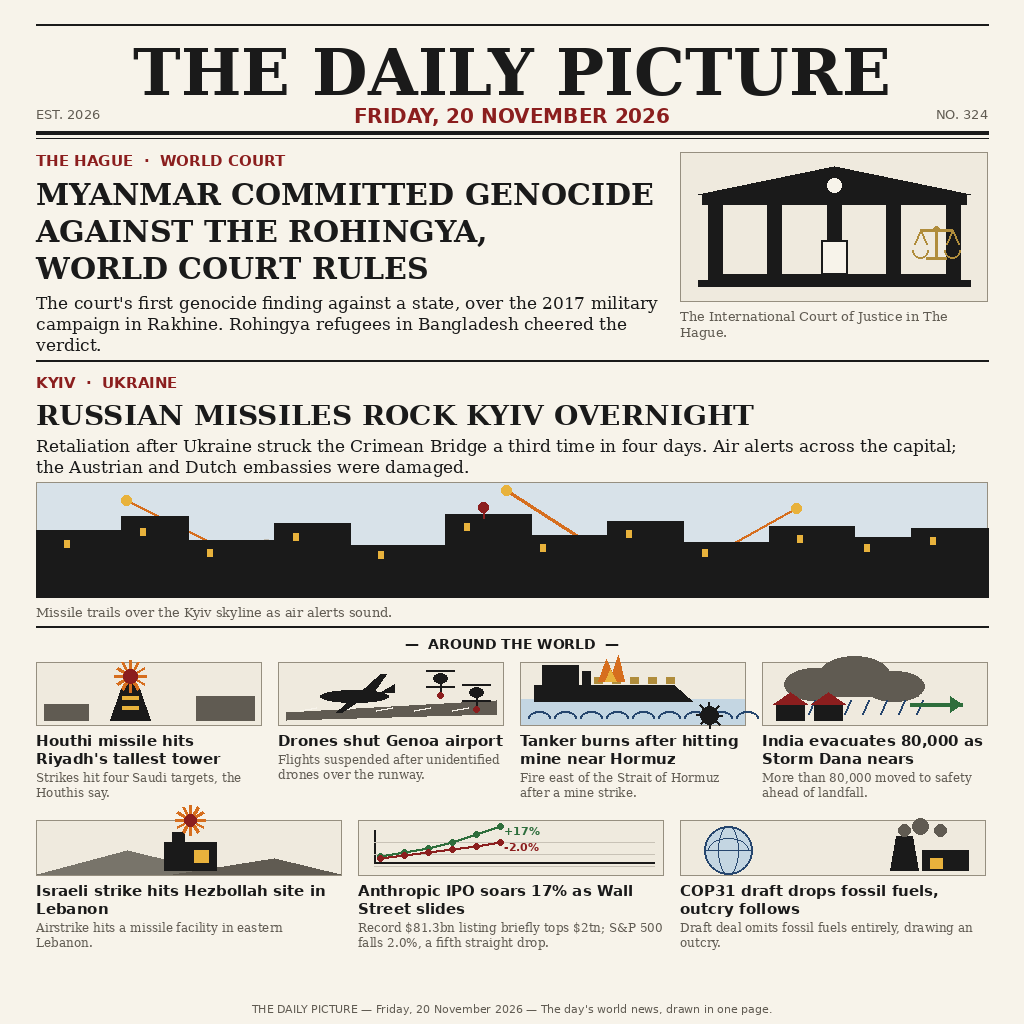 THE DAILY PICTURE
EST. 2026
FRIDAY, 20 NOVEMBER 2026
NO. 324
THE HAGUE · WORLD COURT
MYANMAR COMMITTED GENOCIDE
AGAINST THE ROHINGYA,
WORLD COURT RULES
The court's first genocide finding against a state, over the 2017 military
campaign in Rakhine. Rohingya refugees in Bangladesh cheered the
verdict.
The International Court of Justice in The
Hague.
KYIV · UKRAINE
RUSSIAN MISSILES ROCK KYIV OVERNIGHT
Retaliation after Ukraine struck the Crimean Bridge a third time in four days. Air alerts across the capital;
the Austrian and Dutch embassies were damaged.
Missile trails over the Kyiv skyline as air alerts sound.
— AROUND THE WORLD —
Houthi missile hits
Riyadh's tallest tower
Strikes hit four Saudi targets, the
Houthis say.
Drones shut Genoa airport
Flights suspended after unidentified
drones over the runway.
Tanker burns after hitting
mine near Hormuz
Fire east of the Strait of Hormuz
after a mine strike.
India evacuates 80,000 as
Storm Dana nears
More than 80,000 moved to safety
ahead of landfall.
Israeli strike hits Hezbollah site in
Lebanon
Airstrike hits a missile facility in eastern
Lebanon.
+17%
-2.0%
Anthropic IPO soars 17% as Wall
Street slides
Record $81.3bn listing briefly tops $2tn; S&P 500
falls 2.0%, a fifth straight drop.
COP31 draft drops fossil fuels,
outcry follows
Draft deal omits fossil fuels entirely, drawing an
outcry.
THE DAILY PICTURE — Friday, 20 November 2026 — The day's world news, drawn in one page.